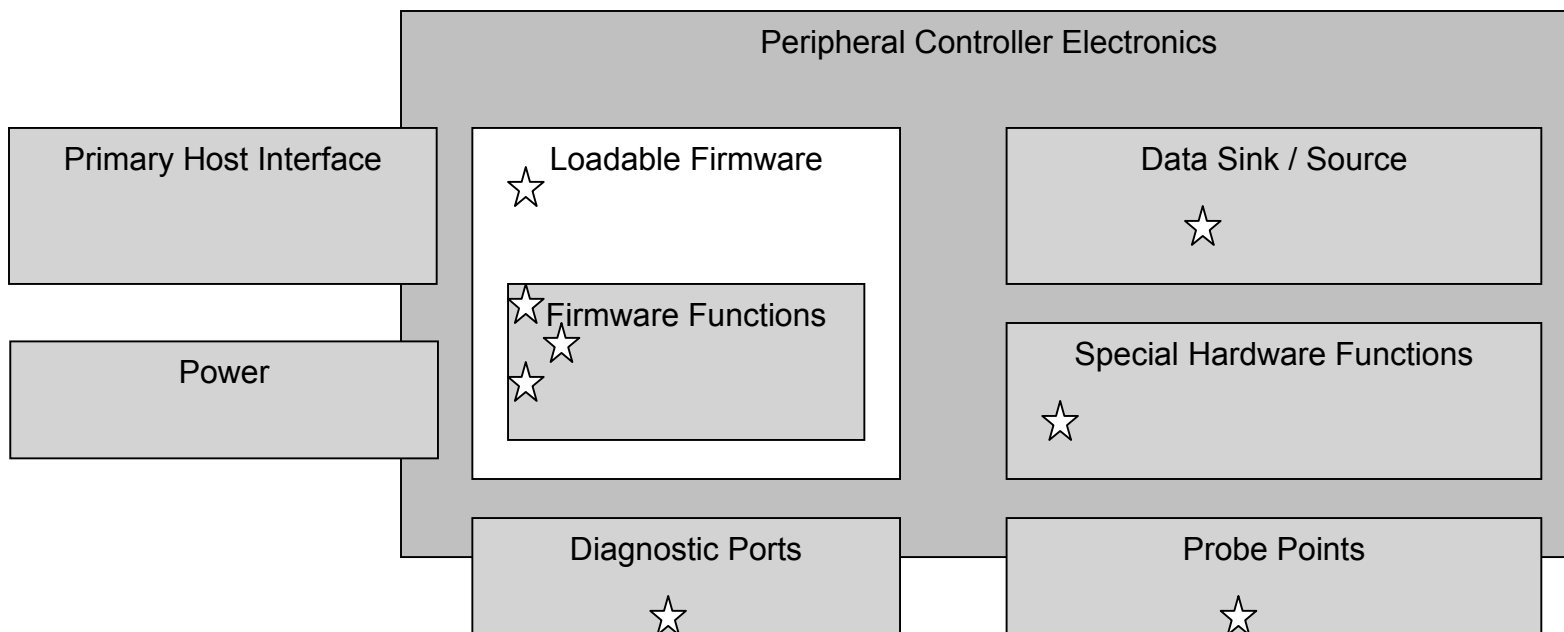 Peripheral Controller Electronics
Primary Host Interface
Loadable Firmware
Data Sink / Source
Firmware Functions
Power
Special Hardware Functions
Diagnostic Ports
Probe Points